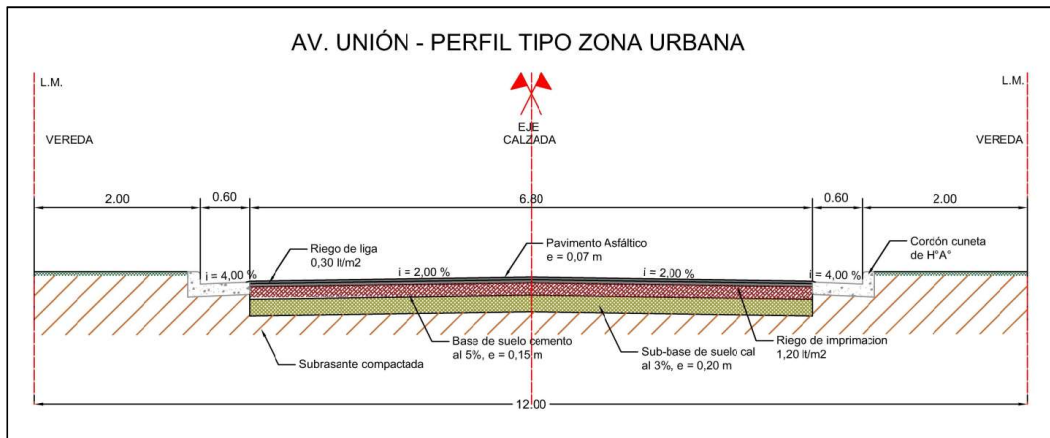 AV. UNIÓN - PERFIL TIPO ZONA URBANA
L.M.
L.M.
VEREDA
EJE
CALZADA
VEREDA
2.00
0.60
6.80
0.60
2.00
Riego de liga
0,30 lt/m2
Pavimento Asfáltico
e = 0,07 m
Cordón cuneta
de H°A°
i = 4,00 %
i = 2,00 %
i = 2,00 %
i = 4,00 %
Subrasante compactada
Base de suelo cemento
al 5%, e = 0,15 m
Sub-base de suelo cal
al 3%, e = 0,20 m
Riego de imprimacion
1,20 lt/m2
12.00